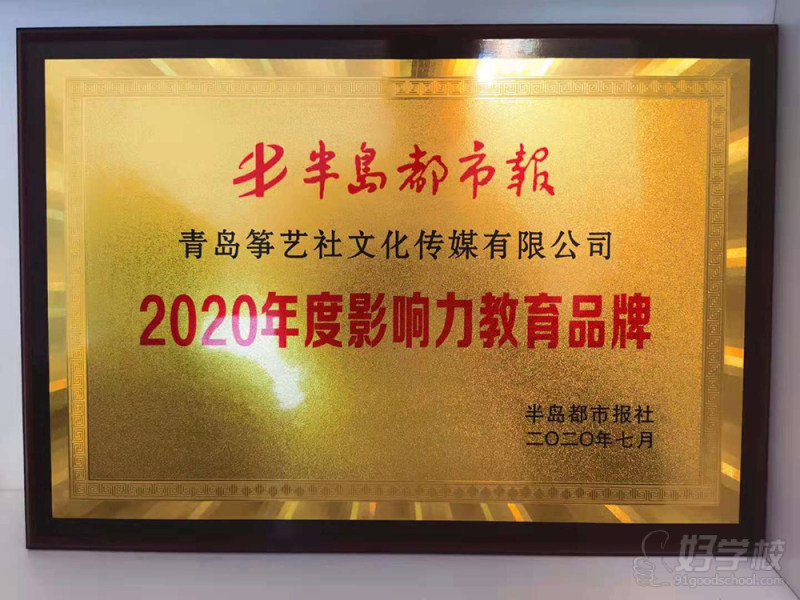 半島都市報
青岛筝艺社文化传媒有限公司
2020年度影响力教育品牌
半岛都市报社
二〇二〇年七月
好学校
91goodschool.com